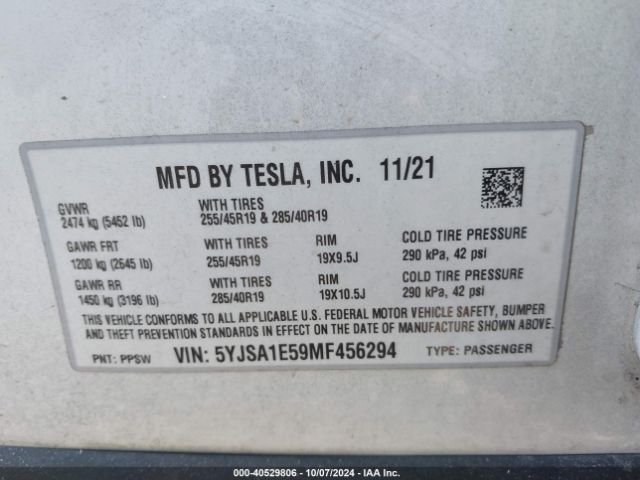 MFD BY TESLA, INC. 11/21
GVWR
2474 kg (5452 lb)
WITH TIRES
255/45R19 & 285/40R19
GAWR FRT
1200 kg (2645 lb)
WITH TIRES
255/45R19
RIM
19X9.5J
COLD TIRE PRESSURE
290 kPa, 42 psi
GAWR RR
1450 kg (3196 lb)
WITH TIRES
285/40R19
RIM
19X10.5J
COLD TIRE PRESSURE
290 kPa, 42 psi
THIS VEHICLE CONFORMS TO ALL APPLICABLE U.S. FEDERAL MOTOR VEHICLE SAFETY, BUMPER
AND THEFT PREVENTION STANDARDS IN EFFECT ON THE DATE OF MANUFACTURE SHOWN ABOVE.
PNT: PPSW VIN: 5YJSA1E59MF456294 TYPE: PASSENGER
000-40529806 - 10/07/2024 - IAA Inc.